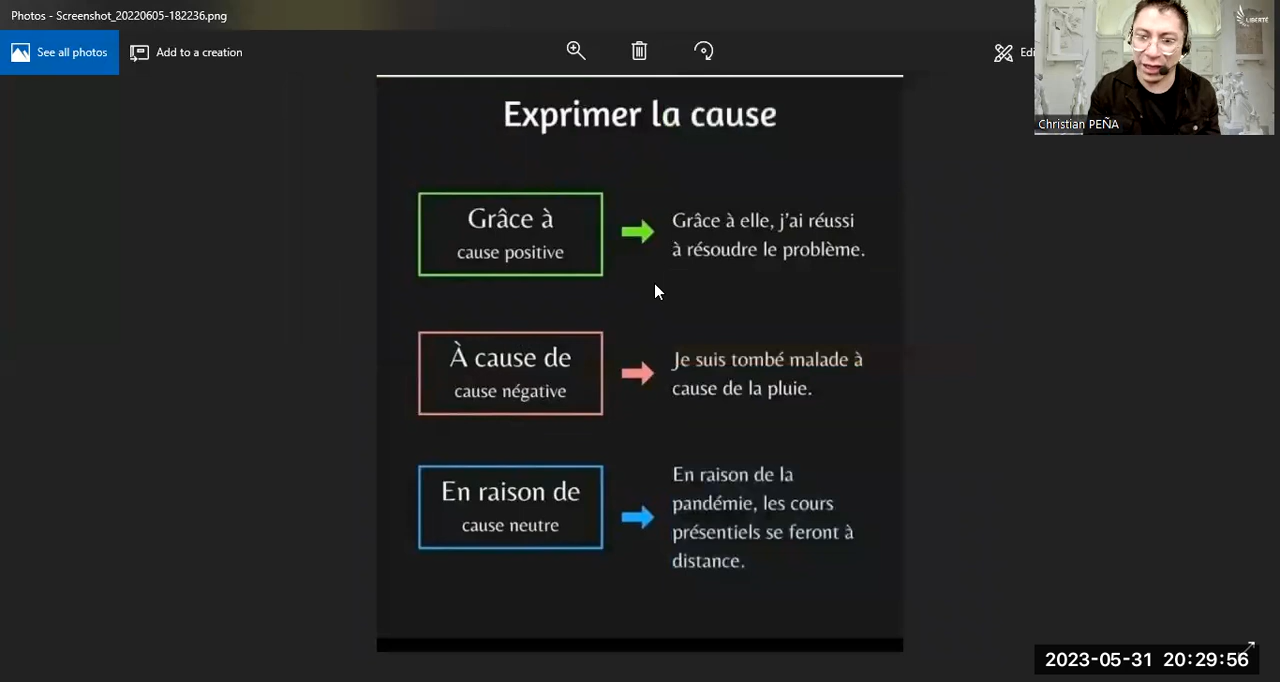 Photos - Screenshot_20220605-182236.png
See all photos
Add to a creation
Edi
LIBERTÉ
Christian PEÑA
Exprimer la cause
Grâce à
cause positive
Grâce à elle, j'ai réussi
à résoudre le problème.
À cause de
cause négative
Je suis tombé malade à
cause de la pluie.
En raison de
cause neutre
En raison de la
pandémie, les cours
présentiels se feront à
distance.
2023-05-31 20:29:56